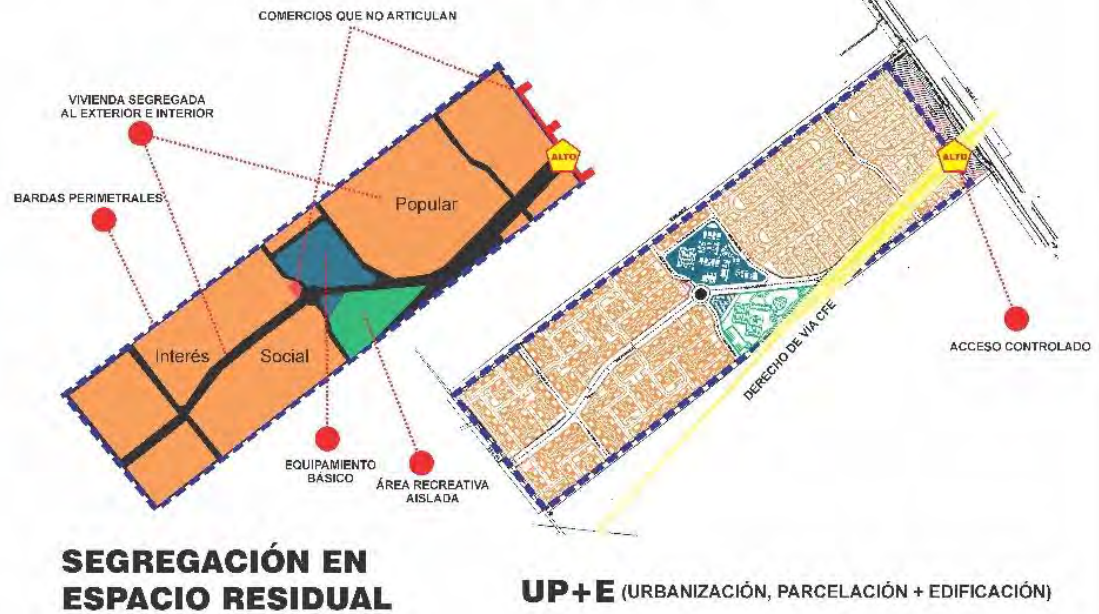 COMERCIOS QUE NO ARTICULAN
VIVIENDA SEGREGADA
AL EXTERIOR E INTERIOR
BARDAS PERIMETRALES
ALTO
Popular
Interés
Social
EQUIPAMIENTO
BÁSICO
ÁREA RECREATIVA
AISLADA
SEGREGACIÓN EN
ESPACIO RESIDUAL
ALTO
ACCESO CONTROLADO
DERECHO DE VÍA CFE
UP+E (URBANIZACIÓN, PARCELACIÓN + EDIFICACIÓN)